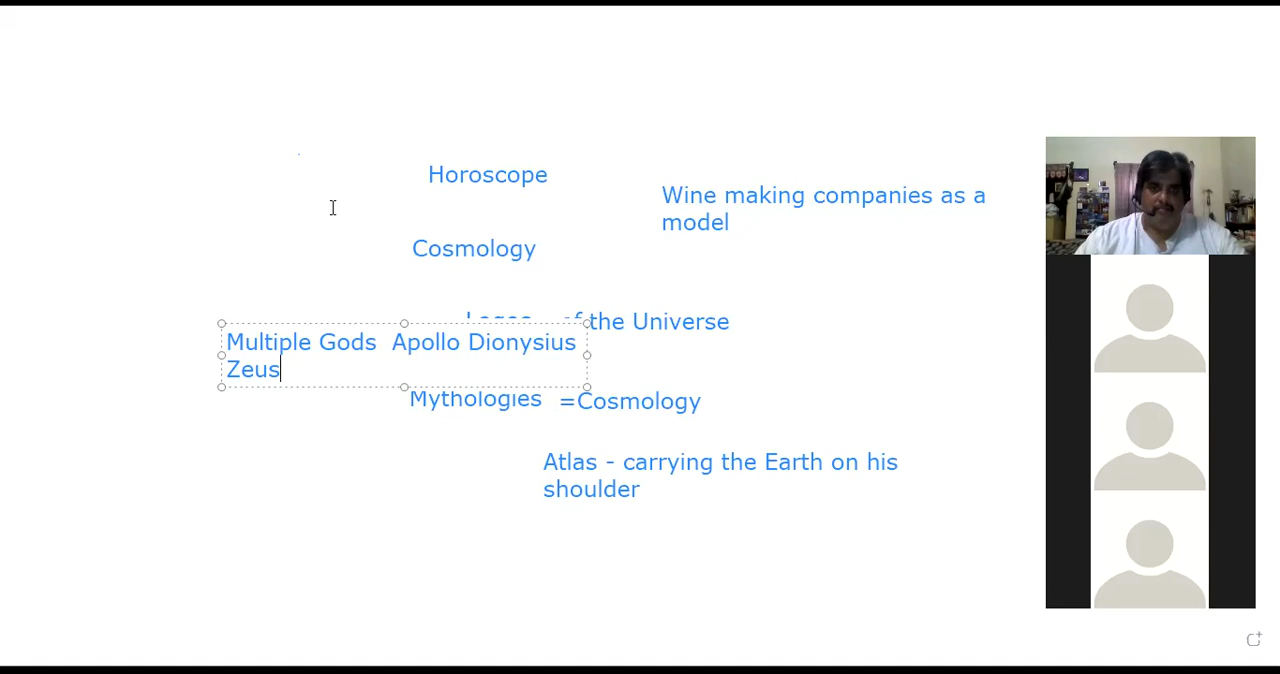 Horoscope
Wine making companies as a
model
Cosmology
of the Universe
Multiple Gods Apollo Dionysius
Zeus
Mythologies =Cosmology
Atlas - carrying the Earth on his
shoulder